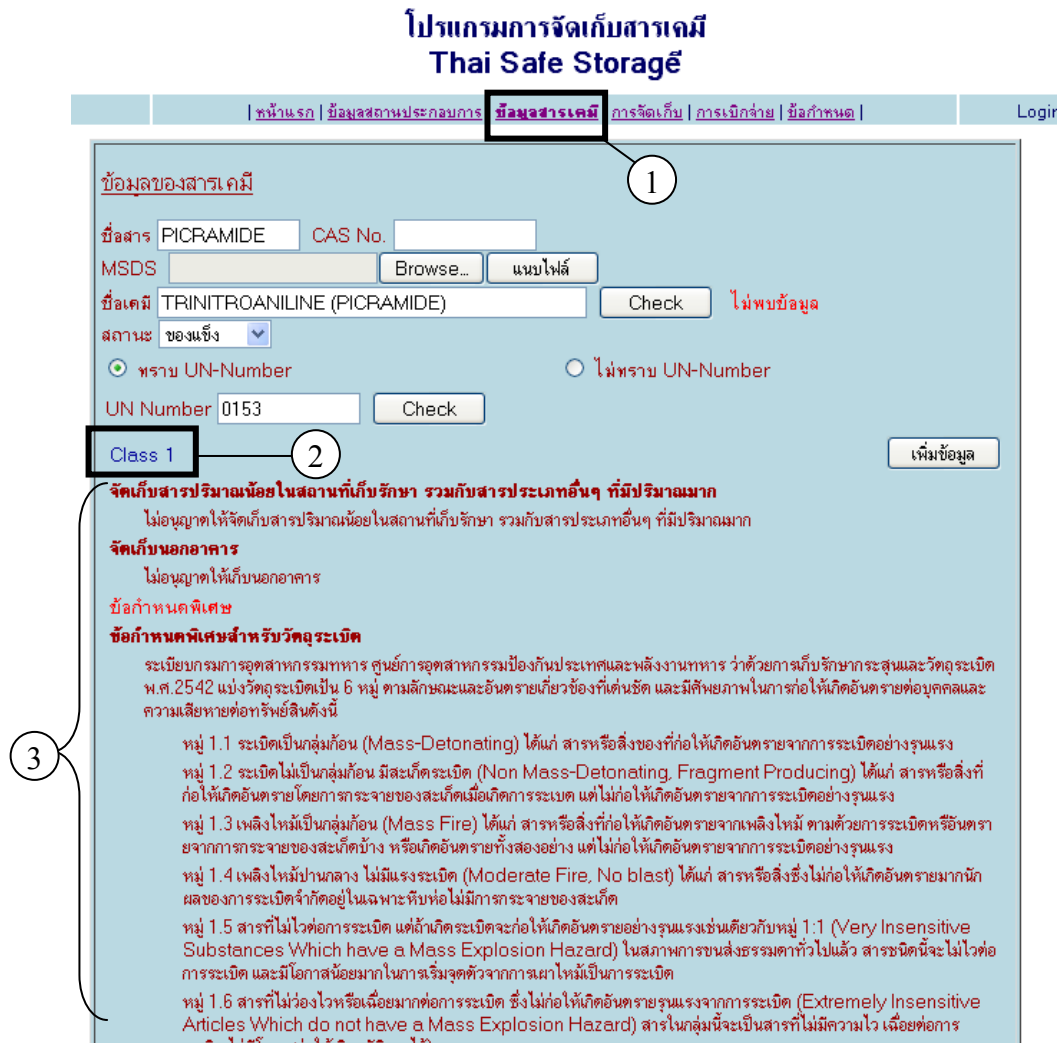 โปรแกรมการจัดเก็บสารเคมี
Thai Safe Storageี
| หน้าแรก | ข้อมูลสถานประกอบการ | ข้อมูลสารเคมี | การจัดเก็บ | การเบิกจ่าย | ข้อกำหนด | Login
1
ข้อมูลของสารเคมี
ชื่อสาร PICRAMIDE CAS No.
MSDS Browse... แนบไฟล์
ชื่อเคมี TRINITROANILINE (PICRAMIDE) Check ไม่พบข้อมูล
สถานะ ของแข็ง
ทราบ UN-Number ไม่ทราบ UN-Number
UN Number 0153 Check
Class 1 2 เพิ่มข้อมูล
จัดเก็บสารปริมาณน้อยในสถานที่เก็บรักษา รวมกับสารประเภทอื่นๆ ที่มีปริมาณมาก
ไม่อนุญาตให้จัดเก็บสารปริมาณน้อยในสถานที่เก็บรักษา รวมกับสารประเภทอื่นๆ ที่มีปริมาณมาก
จัดเก็บนอกอาคาร
ไม่อนุญาตให้เก็บนอกอาคาร
ข้อกำหนดพิเศษ
ข้อกำหนดพิเศษสำหรับวัตถุระเบิด
ระเบียบกรมการอุตสาหกรรมทหาร ศูนย์การอุตสาหกรรมป้องกันประเทศและพลังงานทหาร ว่าด้วยการเก็บรักษากระสุนและวัตถุระเบิด
พ.ศ.2542 แบ่งวัตถุระเบิดเป็น 6 หมู่ ตามลักษณะและอันตรายเกี่ยวข้องที่เด่นชัด และมีศัพยภาพในการก่อให้เกิดอันตรายต่อบุคคลและ
ความเสียหายต่อทรัพย์สินดังนี้
3
หมู่ 1.1 ระเบิดเป็นกลุ่มก้อน (Mass-Detonating) ได้แก่ สารหรือสิ่งของที่ก่อให้เกิดอันตรายจากการระเบิดอย่างรุนแรง
หมู่ 1.2 ระเบิดไม่เป็นกลุ่มก้อน มีสะเก็ดระเบิด (Non Mass-Detonating, Fragment Producing) ได้แก่ สารหรือสิ่งที่
ก่อให้เกิดอันตรายโดยการกระจายของสะเก็ดเมื่อเกิดการระเบด แต่ไม่ก่อให้เกิดอันตรายจากการระเบิดอย่างรุนแรง
หมู่ 1.3 เพลิงไหม้เป็นกลุ่มก้อน (Mass Fire) ได้แก่ สารหรือสิ่งที่ก่อให้เกิดอันตรายจากเพลิงไหม้ ตามด้วยการระเบิดหรือันตรา
ยจากการกระจายของสะเก็ดบ้าง หรือเกิดอันตรายทั้งสองอย่าง แต่ไม่ก่อให้เกิดอันตรายจากการระเบิดอย่างรุนแรง
หมู่ 1.4 เพลิงไหม้ปานกลาง ไม่มีแรงระเบิด (Moderate Fire, No blast) ได้แก่ สารหรือสิ่งซึ่งไม่ก่อให้เกิดอันตรายมากนัก
ผลของการระเบิดจำกัดอยู่ในเฉพาะหีบห่อไม่มีการกระจายของสะเก็ด
หมู่ 1.5 สารที่ไม่ไวต่อการระเบิด แต่ถ้าเกิดระเบิดจะก่อให้เกิดอันตรายอย่างรุนแรงเช่นเดียวกับหมู่ 1:1 (Very Insensitive
Substances Which have a Mass Explosion Hazard) ในสภาพการขนส่งธรรมดาทั่วไปแล้ว สารชนิดนี้จะไม่ไวต่อ
การระเบิด และมีโอกาสน้อยมากในการเริ่มจุดตัวจากการเผาไหม้เป็นการระเบิด
หมู่ 1.6 สารที่ไม่ว่องไวหรือเฉื่อยมากต่อการระเบิด ซึ่งไม่ก่อให้เกิดอันตรายรุนแรงจากการระเบิด (Extremely Insensitive
Articles Which do not have a Mass Explosion Hazard) สารในกลุ่มนี้จะเป็นสารที่ไม่มีความไว เฉื่อยต่อการ